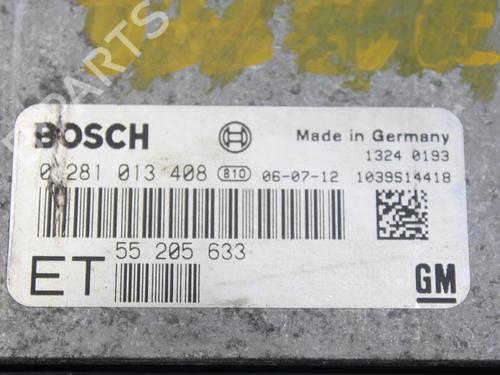 B PARTS
BOSCH
Made in Germany
1324 0193
0 281 013 408 810 06-07-12 1039S14418
55 205 633
ET
GM